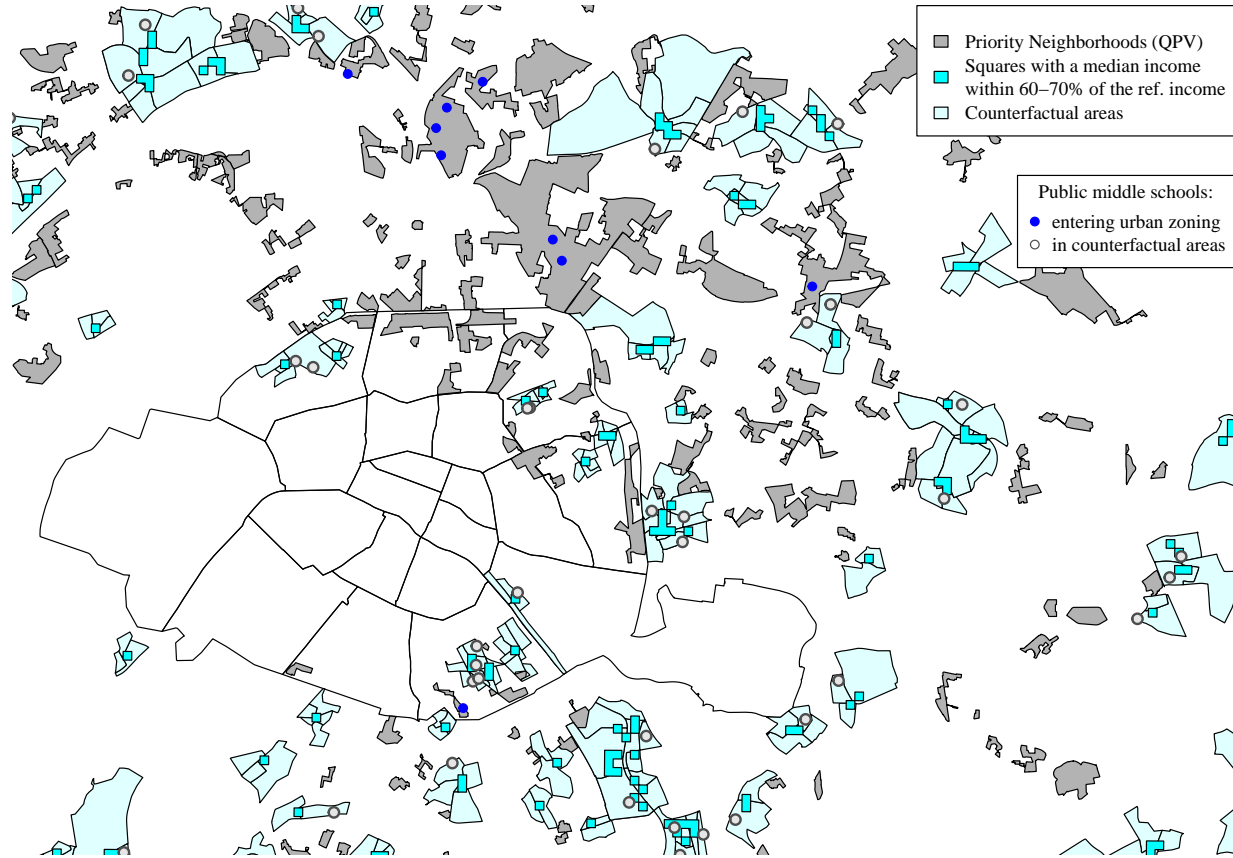 Priority Neighborhoods (QPV)
Squares with a median income
within 60–70% of the ref. income
Counterfactual areas
Public middle schools:
entering urban zoning
in counterfactual areas